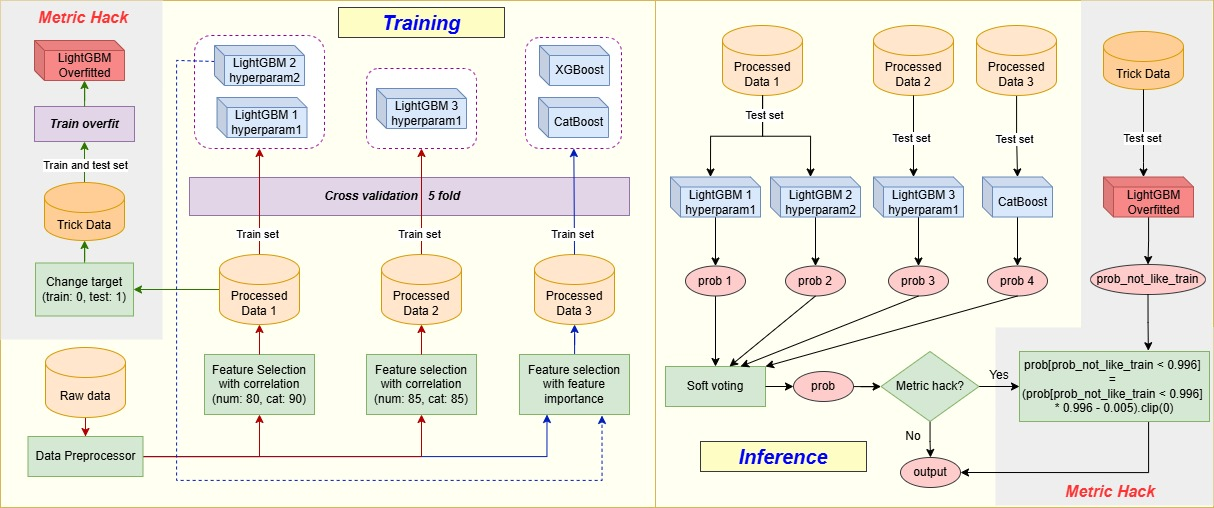 Metric Hack
LightGBM
Overfitted
Train overfit
Train and test set
Trick Data
Change target
(train: 0, test: 1)
Raw data
Data Preprocessor
Training
LightGBM 2
hyperparam2
LightGBM 1
hyperparam1
LightGBM 3
hyperparam1
XGBoost
CatBoost
Cross validation 5 fold
Train set
Train set
Train set
Processed
Data 1
Processed
Data 2
Processed
Data 3
Feature Selection
with correlation
(num: 80, cat: 90)
Feature selection
with correlation
(num: 85, cat: 85)
Feature selection
with feature
importance
Processed
Data 1
Processed
Data 2
Processed
Data 3
Trick Data
Test set
Test set
Test set
Test set
LightGBM 1
hyperparam1
LightGBM 2
hyperparam2
LightGBM 3
hyperparam1
CatBoost
LightGBM
Overfitted
prob 1
prob 2
prob 3
prob 4
prob_not_like_train
Soft voting
prob
Metric hack?
Yes
prob[prob_not_like_train < 0.996]
=
(prob[prob_not_like_train < 0.996]
* 0.996 - 0.005).clip(0)
No
output
Inference
Metric Hack